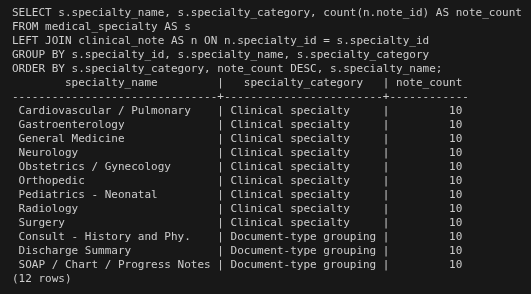 SELECT s.specialty_name, s.specialty_category, count(n.note_id) AS note_count
FROM medical_specialty AS s
LEFT JOIN clinical_note AS n ON n.specialty_id = s.specialty_id
GROUP BY s.specialty_id, s.specialty_name, s.specialty_category
ORDER BY s.specialty_category, note_count DESC, s.specialty_name;
        specialty_name         |   specialty_category   | note_count
-------------------------------+------------------------+------------
 Cardiovascular / Pulmonary    | Clinical specialty     |         10
 Gastroenterology              | Clinical specialty     |         10
 General Medicine              | Clinical specialty     |         10
 Neurology                     | Clinical specialty     |         10
 Obstetrics / Gynecology       | Clinical specialty     |         10
 Orthopedic                    | Clinical specialty     |         10
 Pediatrics - Neonatal         | Clinical specialty     |         10
 Radiology                     | Clinical specialty     |         10
 Surgery                       | Clinical specialty     |         10
 Consult - History and Phy.    | Document-type grouping |         10
 Discharge Summary             | Document-type grouping |         10
 SOAP / Chart / Progress Notes | Document-type grouping |         10
(12 rows)